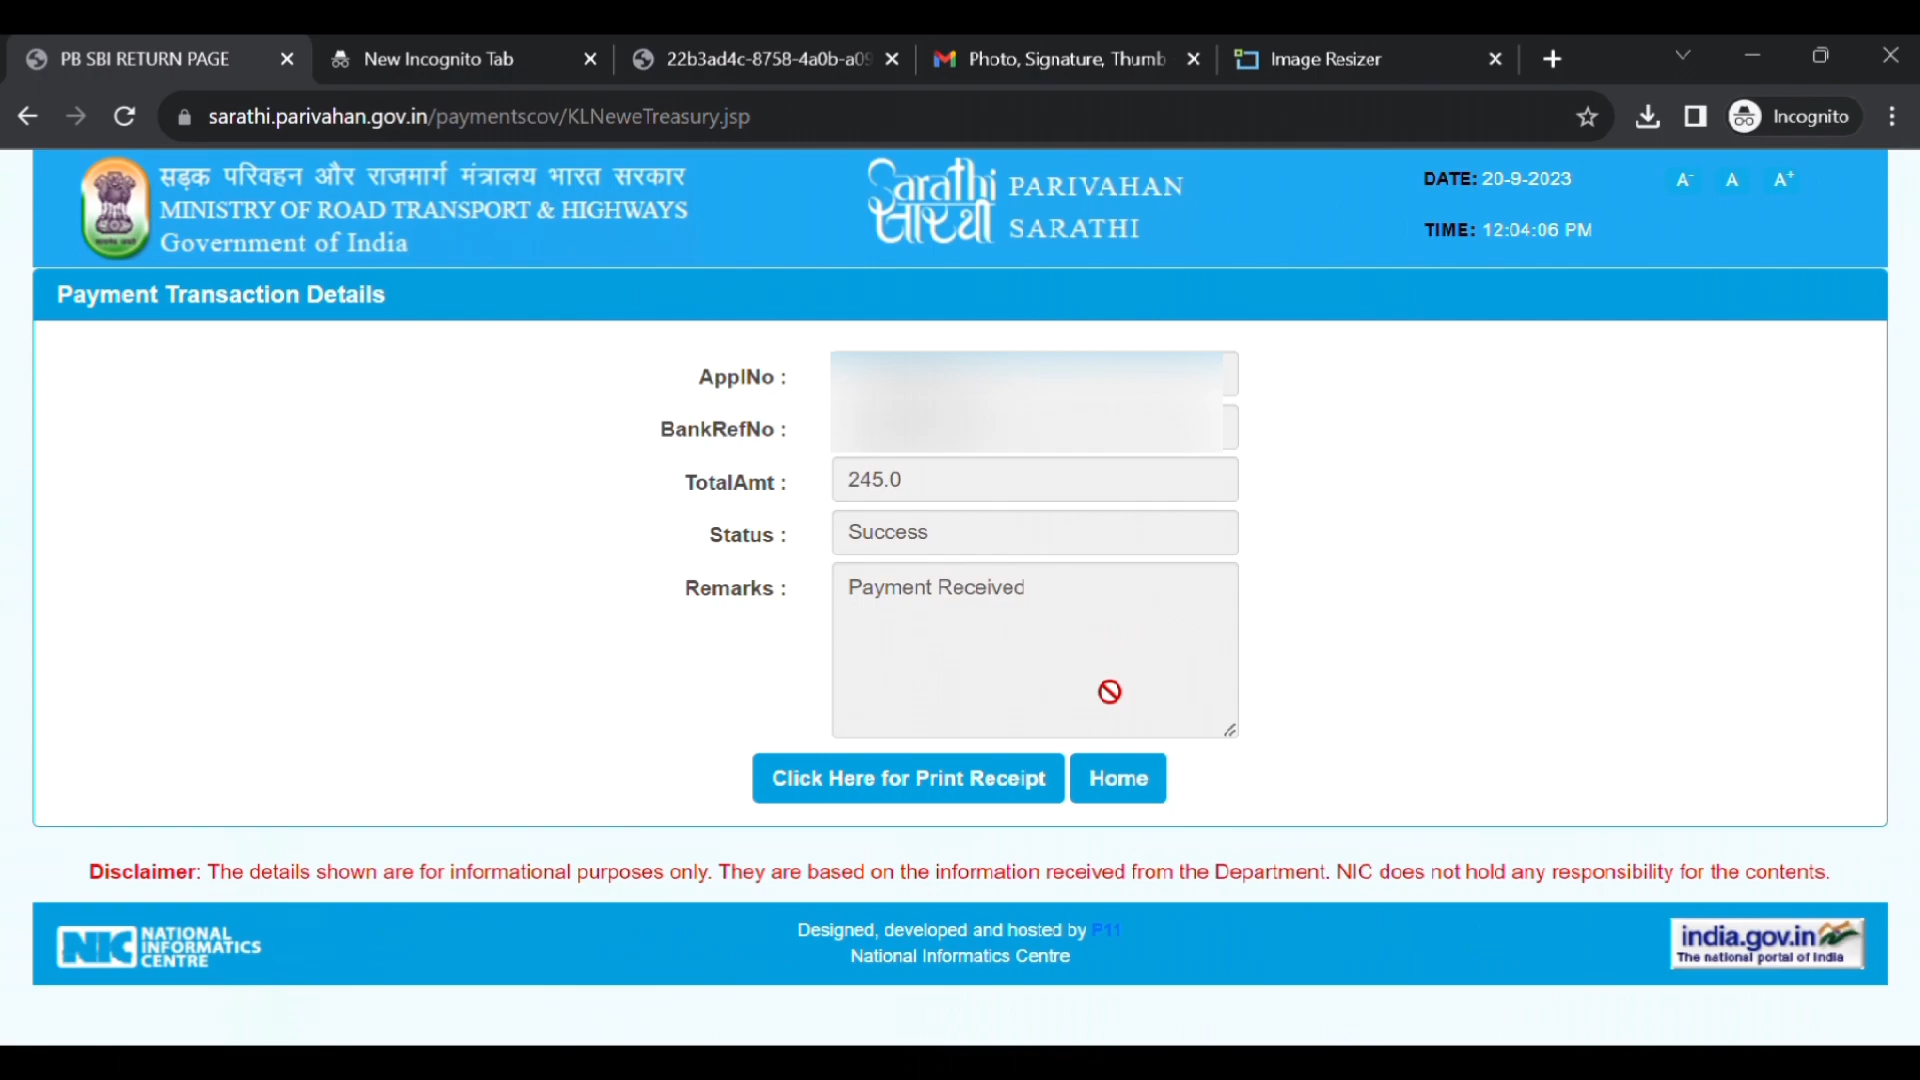 PB SBI RETURN PAGE
New Incognito Tab
22b3ad4c-8758-4a0b-a09
Photo, Signature, Thumb
Image Resizer
sarathi.parivahan.gov.in/paymentscov/KLNeweTreasury.jsp
Incognito
सड़क परिवहन और राजमार्ग मंत्रालय भारत सरकार
MINISTRY OF ROAD TRANSPORT & HIGHWAYS
Government of India
Sarathi
सारथी
PARIVAHAN
SARATHI
DATE: 20-9-2023
TIME: 12:04:06 PM
A- A A+
Payment Transaction Details
ApplNo :
BankRefNo :
TotalAmt : 245.0
Status : Success
Remarks : Payment Received
Click Here for Print Receipt
Home
Disclaimer: The details shown are for informational purposes only. They are based on the information received from the Department. NIC does not hold any responsibility for the contents.
NIC NATIONAL
INFORMATICS
CENTRE
Designed, developed and hosted by P11
National Informatics Centre
india.gov.in
The national portal of India